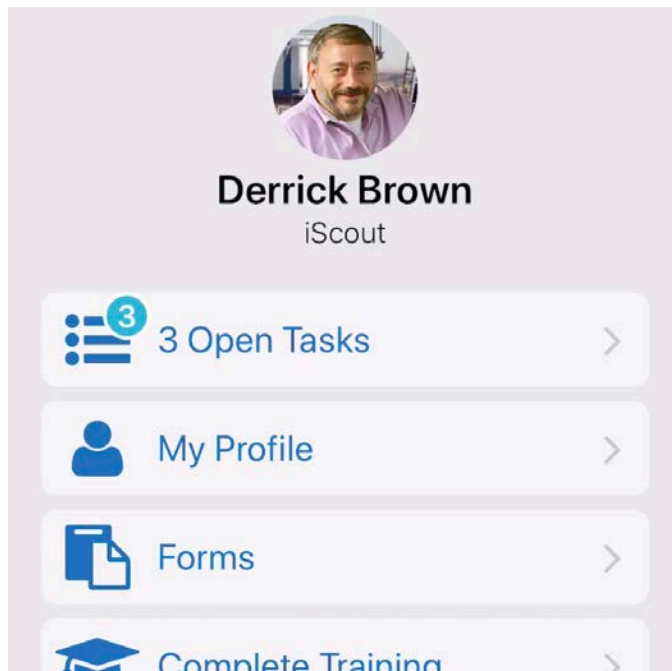 Derrick Brown
iScout
3
3 Open Tasks
My Profile
Forms
Complete Training